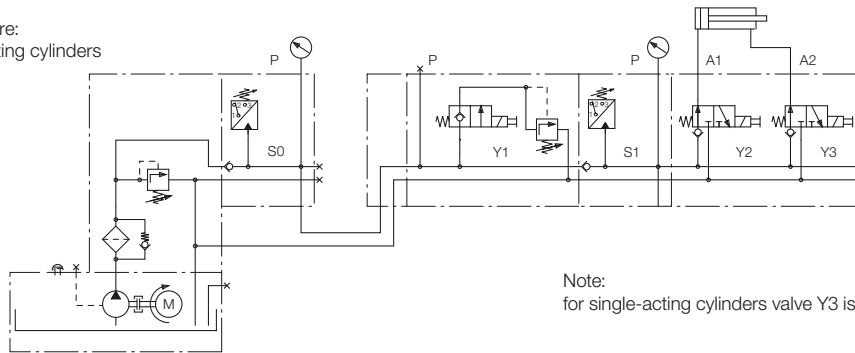 re:
ting cylinders
P
P
P
A1
A2
S0
Y1
S1
Y2
Y3
M
Note:
for single-acting cylinders valve Y3 is